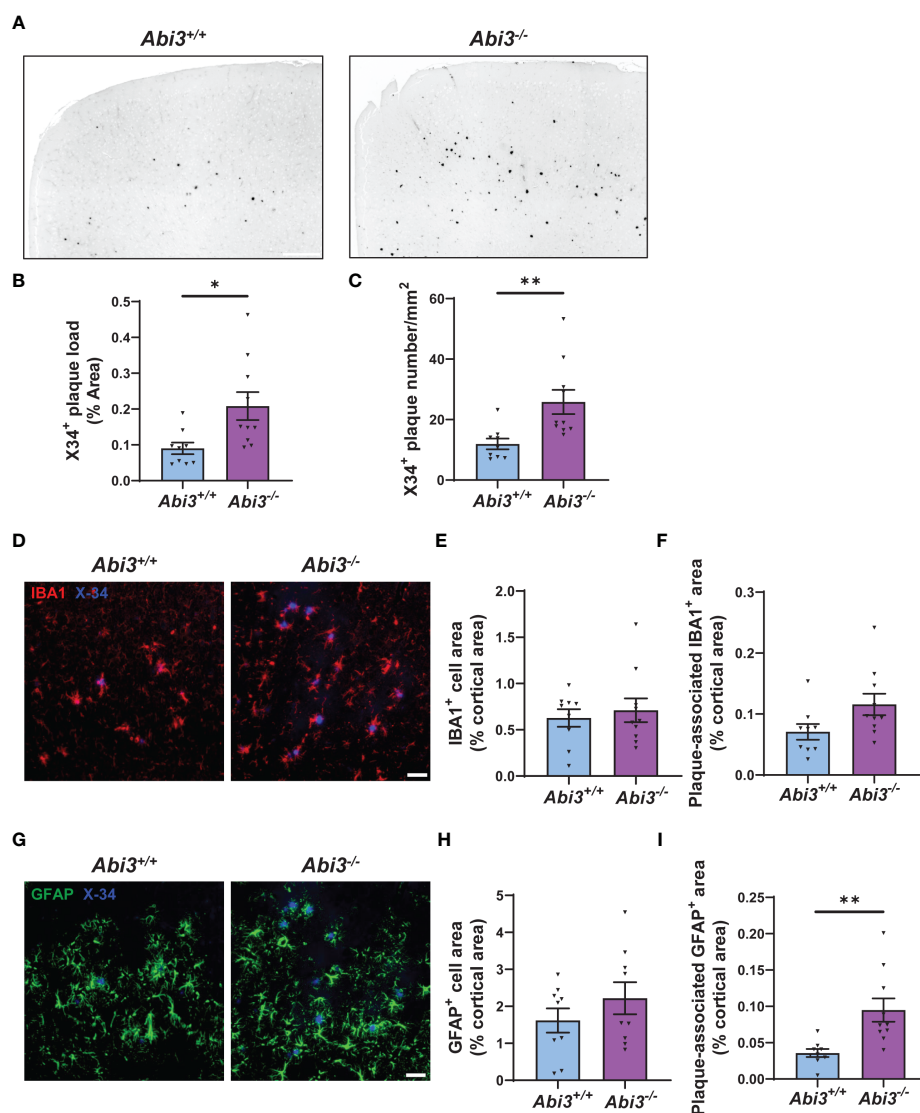 A
Abi3+/+
Abi3-/-
B
*
X34+ plaque load
(% Area)
0.5
0.4
0.3
0.2
0.1
0.0
Abi3+/+
Abi3-/-
C
**
X34+ plaque number/mm2
60
40
20
0
Abi3+/+
Abi3-/-
D
Abi3+/+
Abi3-/-
IBA1 X-34
E
IBA1+ cell area
(% cortical area)
2.0
1.5
1.0
0.5
0.0
Abi3+/+
Abi3-/-
F
Plaque-associated IBA1+ area
(% cortical area)
0.3
0.2
0.1
0.0
Abi3+/+
Abi3-/-
G
Abi3+/+
Abi3-/-
GFAP X-34
H
GFAP+ cell area
(% cortical area)
5
4
3
2
1
0
Abi3+/+
Abi3-/-
I
**
Plaque-associated GFAP+ area
(% cortical area)
0.25
0.20
0.15
0.10
0.05
0.00
Abi3+/+
Abi3-/-